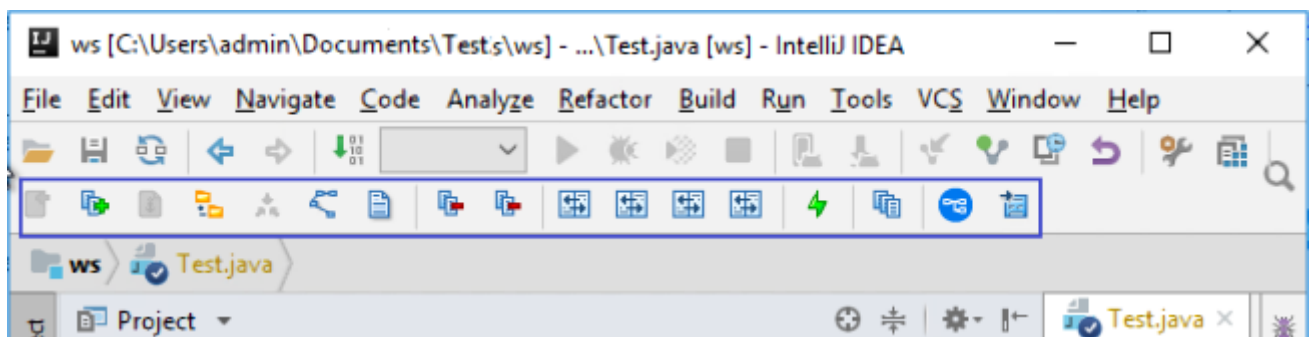 ws [C:\Users\admin\Documents\Tests\ws] - ...\Test.java [ws] - IntelliJ IDEA
File Edit View Navigate Code Analyze Refactor Build Run Tools VCS Window Help
ws Test.java
Project Test.java